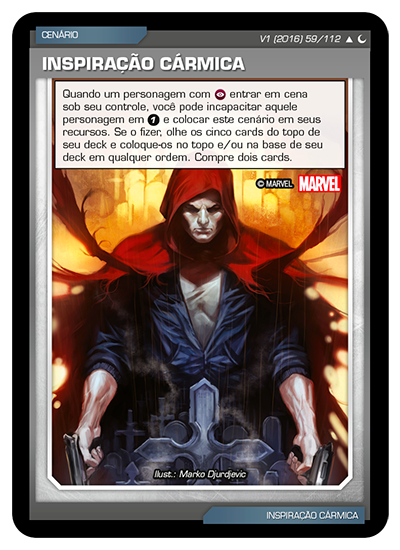 CENÁRIO
V1 (2016) 59/112
INSPIRAÇÃO CÁRMICA
Quando um personagem com entrar em cena
sob seu controle, você pode incapacitar aquele
personagem em 1 e colocar este cenário em seus
recursos. Se o fizer, olhe os cinco cards do topo de
seu deck e coloque-os no topo e/ou na base de seu
deck em qualquer ordem. Compre dois cards.
© MARVEL MARVEL
Ilust.: Marko Djurdjevic
INSPIRAÇÃO CÁRMICA